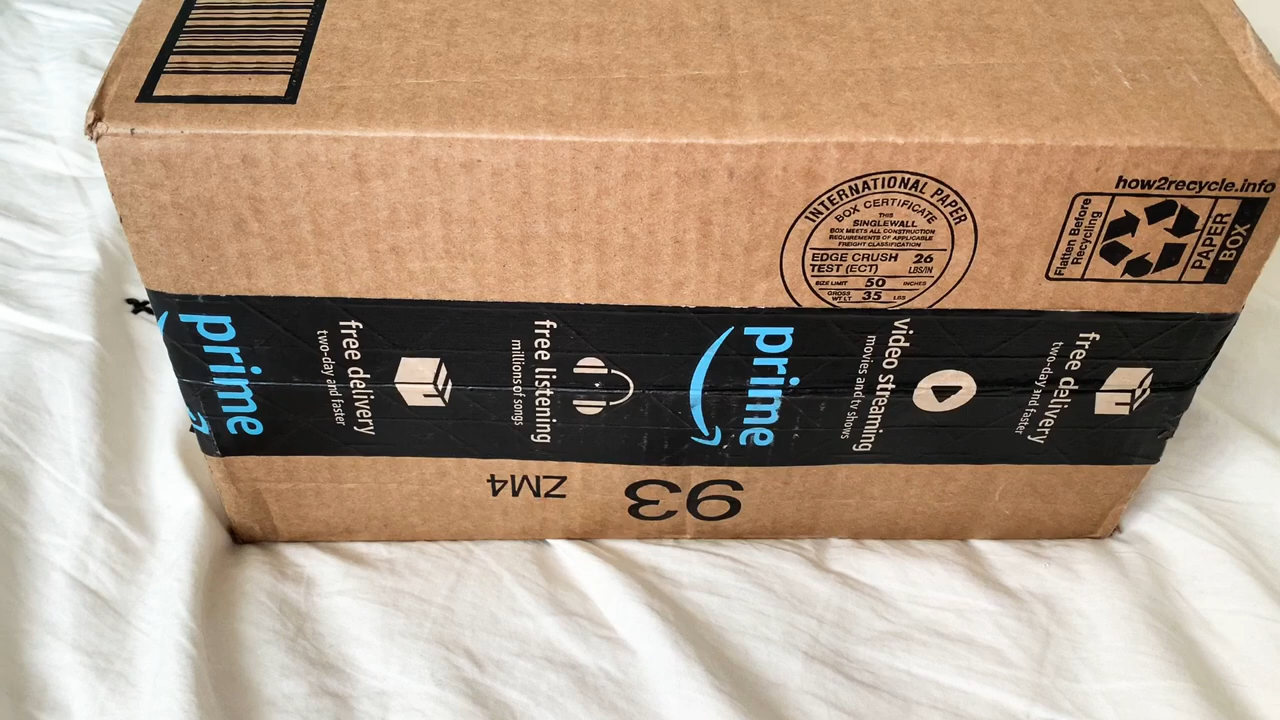 how2recycle.info
Flatten Before
Recycling
PAPER
BOX
INTERNATIONAL PAPER
BOX CERTIFICATE
THIS
SINGLEWALL
BOX MEETS ALL CONSTRUCTION
REQUIREMENTS OF APPLICABLE
FREIGHT CLASSIFICATION
EDGE CRUSH 26
TEST (ECT) LBS/IN
SIZE LIMIT 50 INCHES
GROSS
WT LT 35 LBS
prime
free delivery
two-day and faster
free listening
millions of songs
prime
video streaming
movies and tv shows
free delivery
two-day and faster
93
ZM4